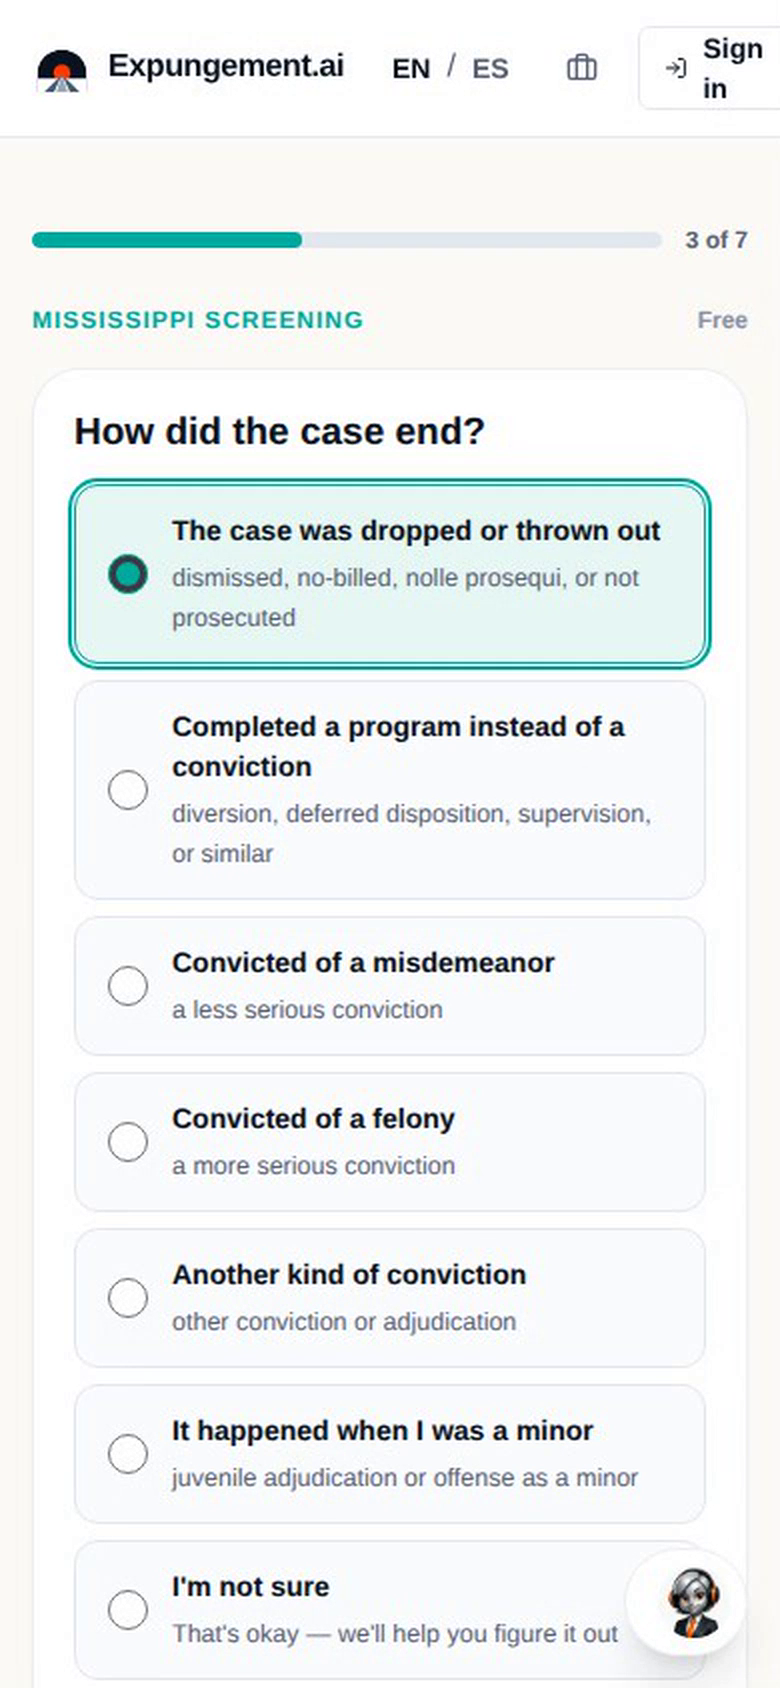 Expungement.ai
EN / ES
Sign
in
3 of 7
MISSISSIPPI SCREENING
Free
How did the case end?
The case was dropped or thrown out
dismissed, no-billed, nolle prosequi, or not
prosecuted
Completed a program instead of a
conviction
diversion, deferred disposition, supervision,
or similar
Convicted of a misdemeanor
a less serious conviction
Convicted of a felony
a more serious conviction
Another kind of conviction
other conviction or adjudication
It happened when I was a minor
juvenile adjudication or offense as a minor
I'm not sure
That's okay — we'll help you figure it out